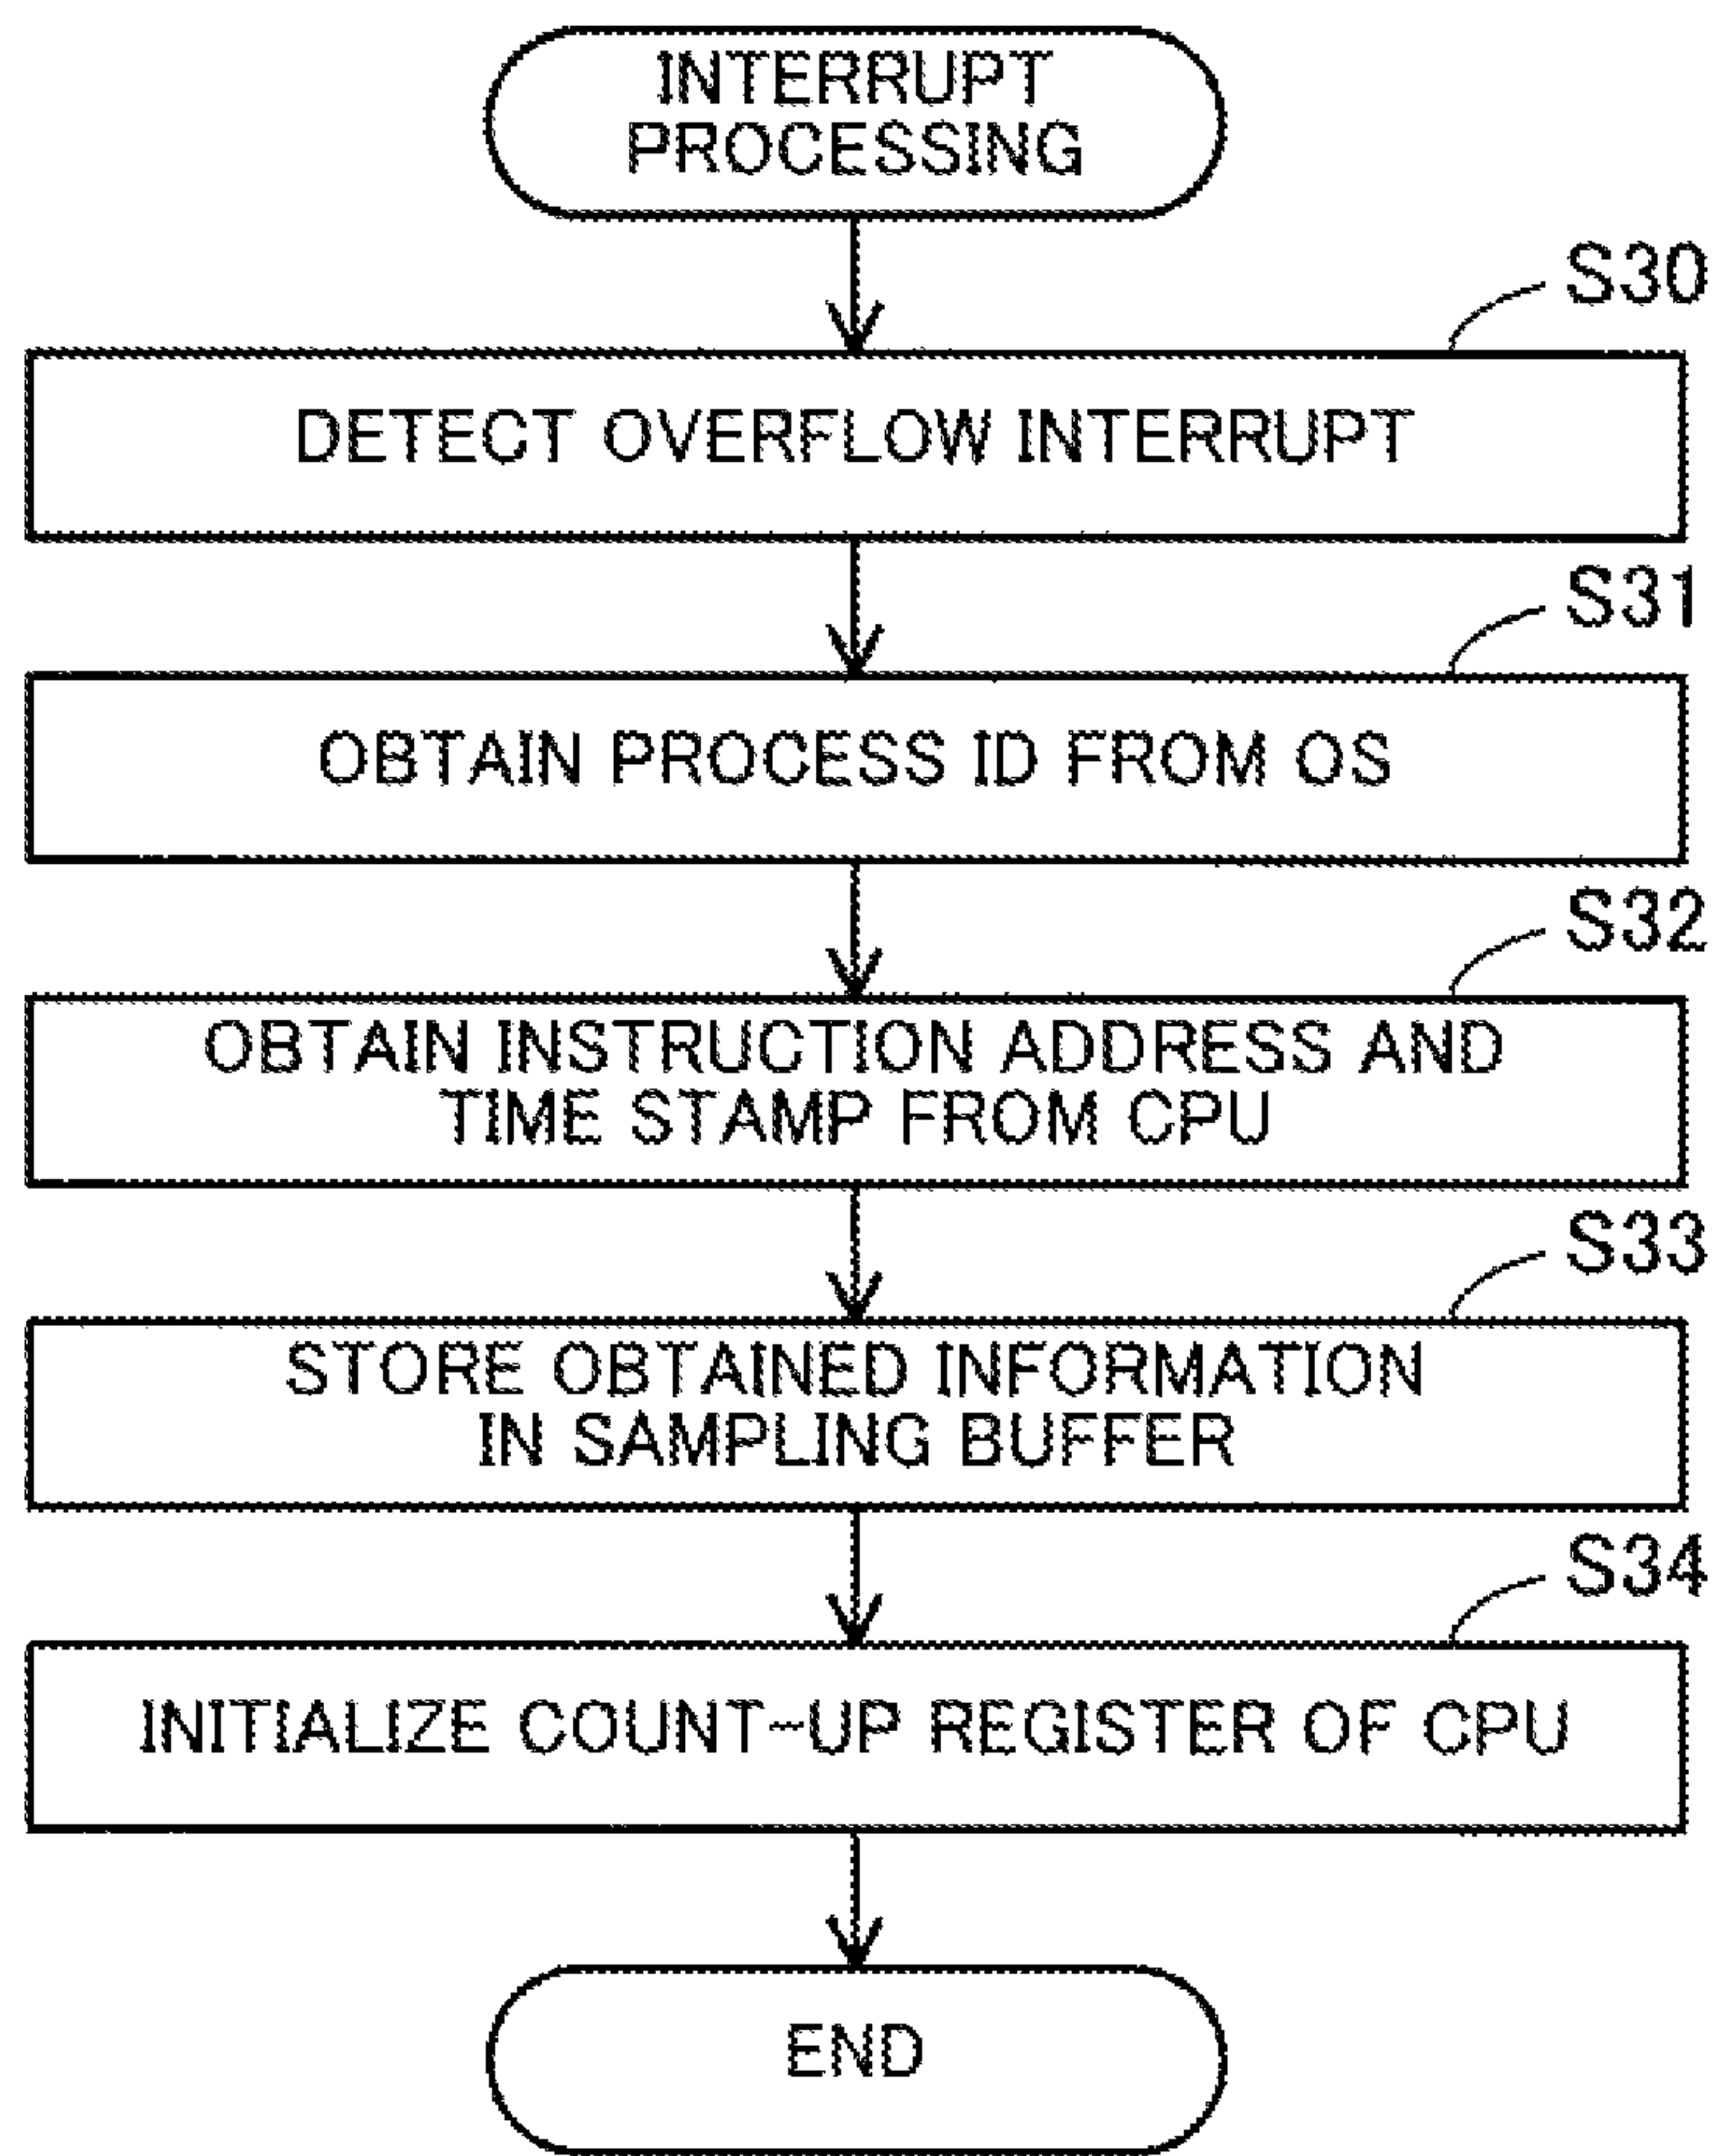 INTERRUPT
PROCESSING
S30
DETECT OVERFLOW INTERRUPT
S31
OBTAIN PROCESS ID FROM OS
S32
OBTAIN INSTRUCTION ADDRESS AND
TIME STAMP FROM CPU
S33
STORE OBTAINED INFORMATION
IN SAMPLING BUFFER
S34
INITIALIZE COUNT-UP REGISTER OF CPU
END